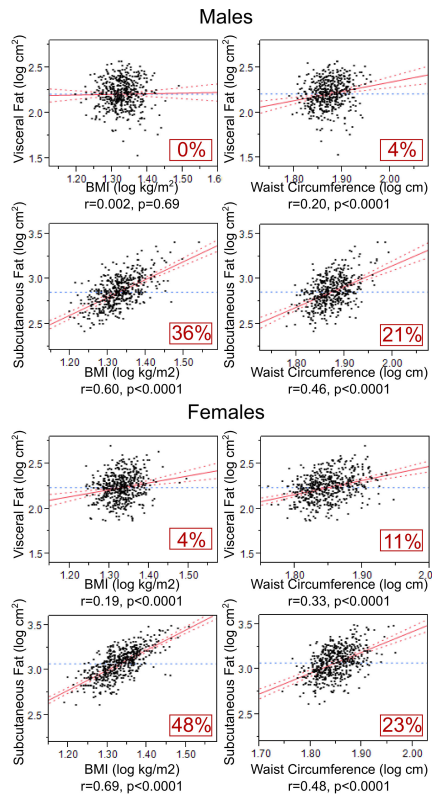 Males
Visceral Fat (log cm²)
2.5
2.0
1.5
1.20 1.30 1.40 1.50 1.6
0%
BMI (log kg/m²)
r=0.002, p=0.69
Visceral Fat (log cm²)
2.5
2.0
1.5
1.80 1.90 2.00
4%
Waist Circumference (log cm)
r=0.20, p<0.0001
Subcutaneous Fat (log cm²)
3.5
3.0
2.5
1.20 1.30 1.40 1.50
36%
BMI (log kg/m2)
r=0.60, p<0.0001
Subcutaneous Fat (log cm²)
3.5
3.0
2.5
1.80 1.90 2.00
21%
Waist Circumference (log cm)
r=0.46, p<0.0001
Females
Visceral Fat (log cm²)
2.5
2.0
1.5
1.20 1.30 1.40 1.50
4%
BMI (log kg/m2)
r=0.19, p<0.0001
Visceral Fat (log cm²)
2.5
2.0
1.5
1.70 1.80 1.90 2.0
11%
Waist Circumference (log cm)
r=0.33, p<0.0001
Subcutaneous Fat (log cm²)
3.5
3.0
2.5
1.20 1.30 1.40 1.50
48%
BMI (log kg/m2)
r=0.69, p<0.0001
Subcutaneous Fat (log cm²)
3.5
3.0
2.5
1.70 1.80 1.90 2.00
23%
Waist Circumference (log cm)
r=0.48, p<0.0001